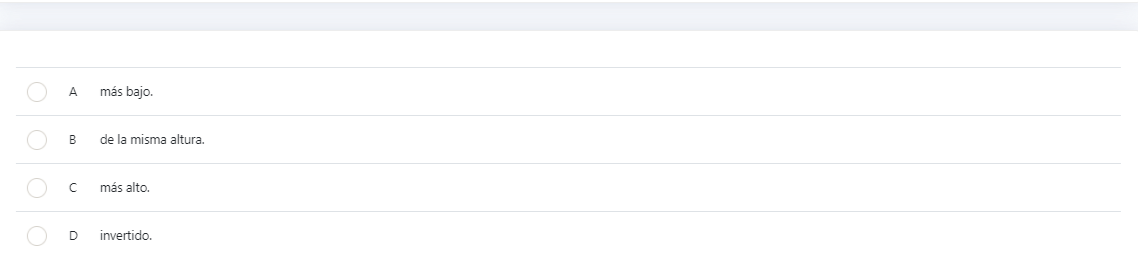 A más bajo.
B de la misma altura.
C más alto.
D invertido.